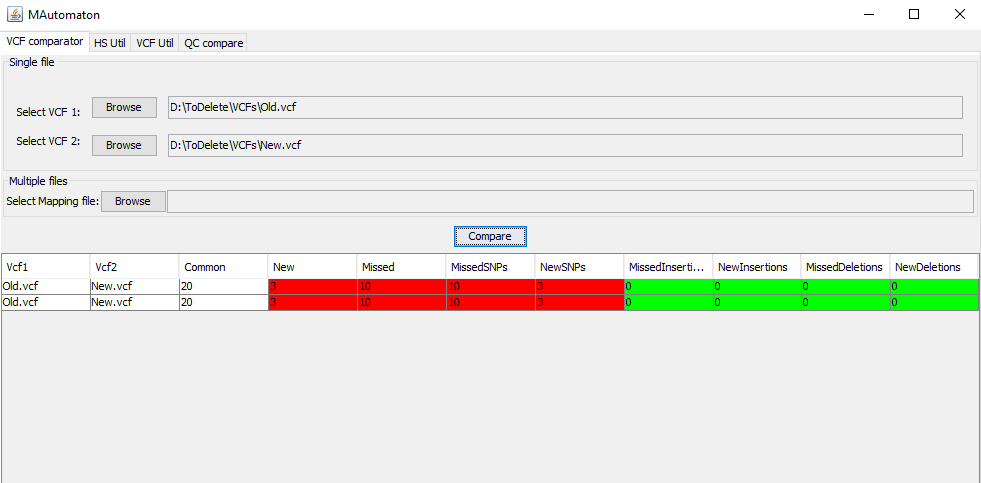 MAutomaton
VCF comparator HS Util VCF Util QC compare
Single file
Select VCF 1: Browse D:\ToDelete\VCFs\Old.vcf
Select VCF 2: Browse D:\ToDelete\VCFs\New.vcf
Multiple files
Select Mapping file: Browse
Compare
Vcf1 Vcf2 Common New Missed MissedSNPs NewSNPs MissedInserti... NewInsertions MissedDeletions NewDeletions
Old.vcf New.vcf 20 3 10 10 3 0 0 0 0
Old.vcf New.vcf 20 3 10 10 3 0 0 0 0